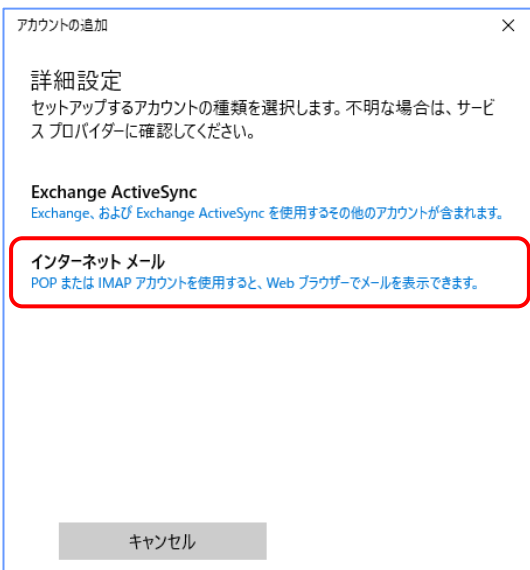 アカウントの追加
詳細設定
セットアップするアカウントの種類を選択します。不明な場合は、サービ
ス プロバイダーに確認してください。
Exchange ActiveSync
Exchange、および Exchange ActiveSync を使用するその他のアカウントが含まれます。
インターネット メール
POP または IMAP アカウントを使用すると、Web ブラウザーでメールを表示できます。
キャンセル